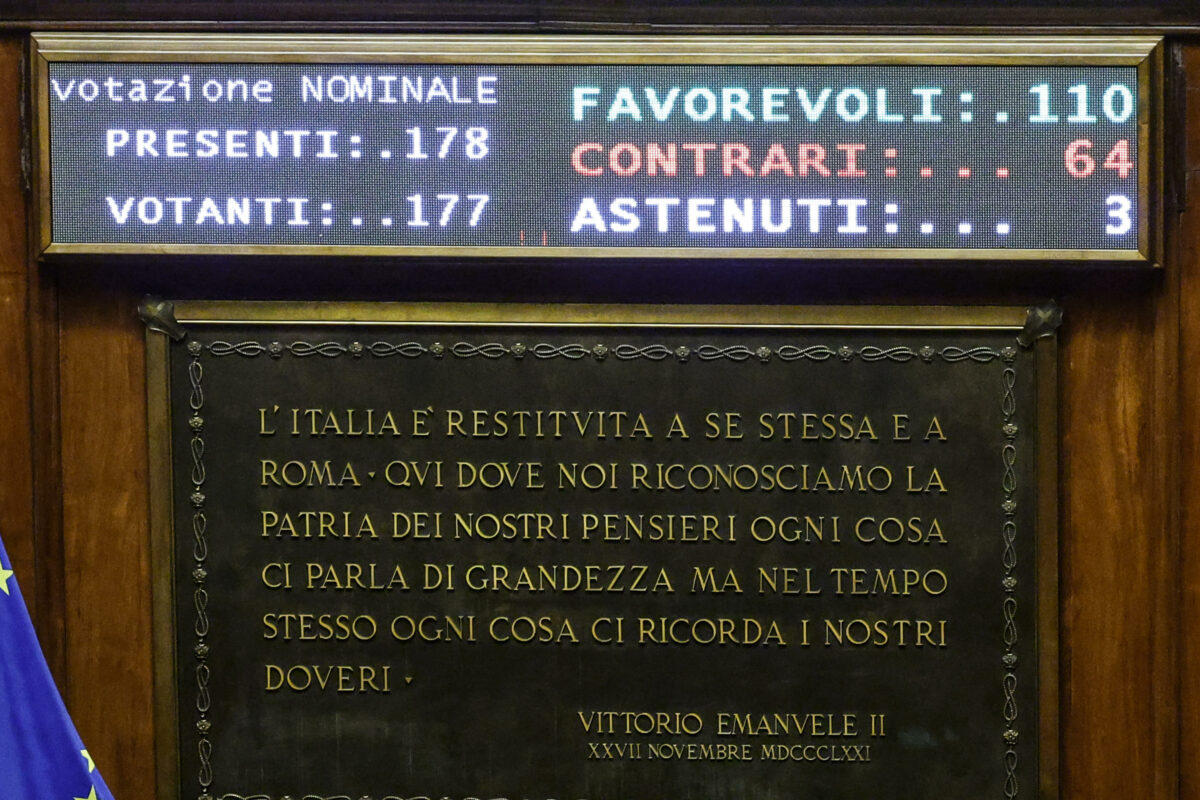 votazione NOMINALE
PRESENTI:.178
VOTANTI:..177
FAVOREVOLI:.110
CONTRARI:... 64
ASTENUTI:... 3
L'ITALIA E' RESTITVITA A SE STESSA E A
ROMA · QVI DOVE NOI RICONOSCIAMO LA
PATRIA DEI NOSTRI PENSIERI OGNI COSA
CI PARLA DI GRANDEZZA MA NEL TEMPO
STESSO OGNI COSA CI RICORDA I NOSTRI
DOVERI ·
VITTORIO EMANVELE II
XXVII NOVEMBRE MDCCCLXXI